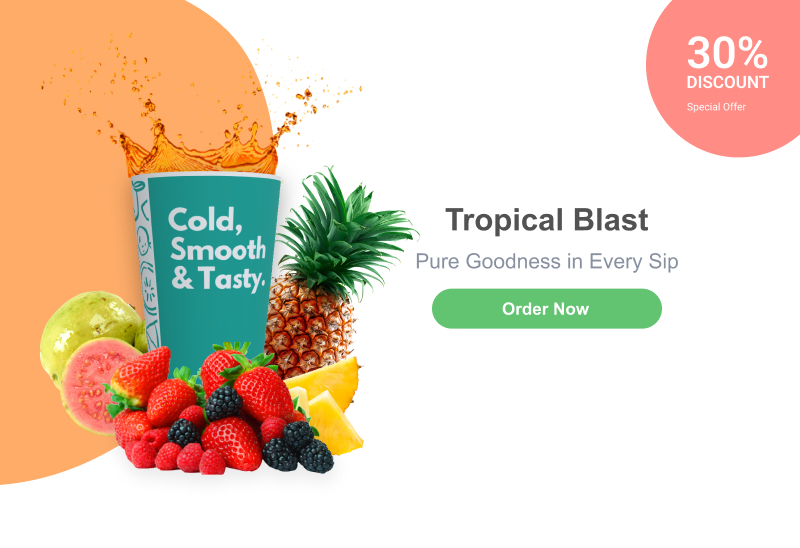 30%
DISCOUNT
Special Offer
Cold,
Smooth
& Tasty.
Tropical Blast
Pure Goodness in Every Sip
Order Now